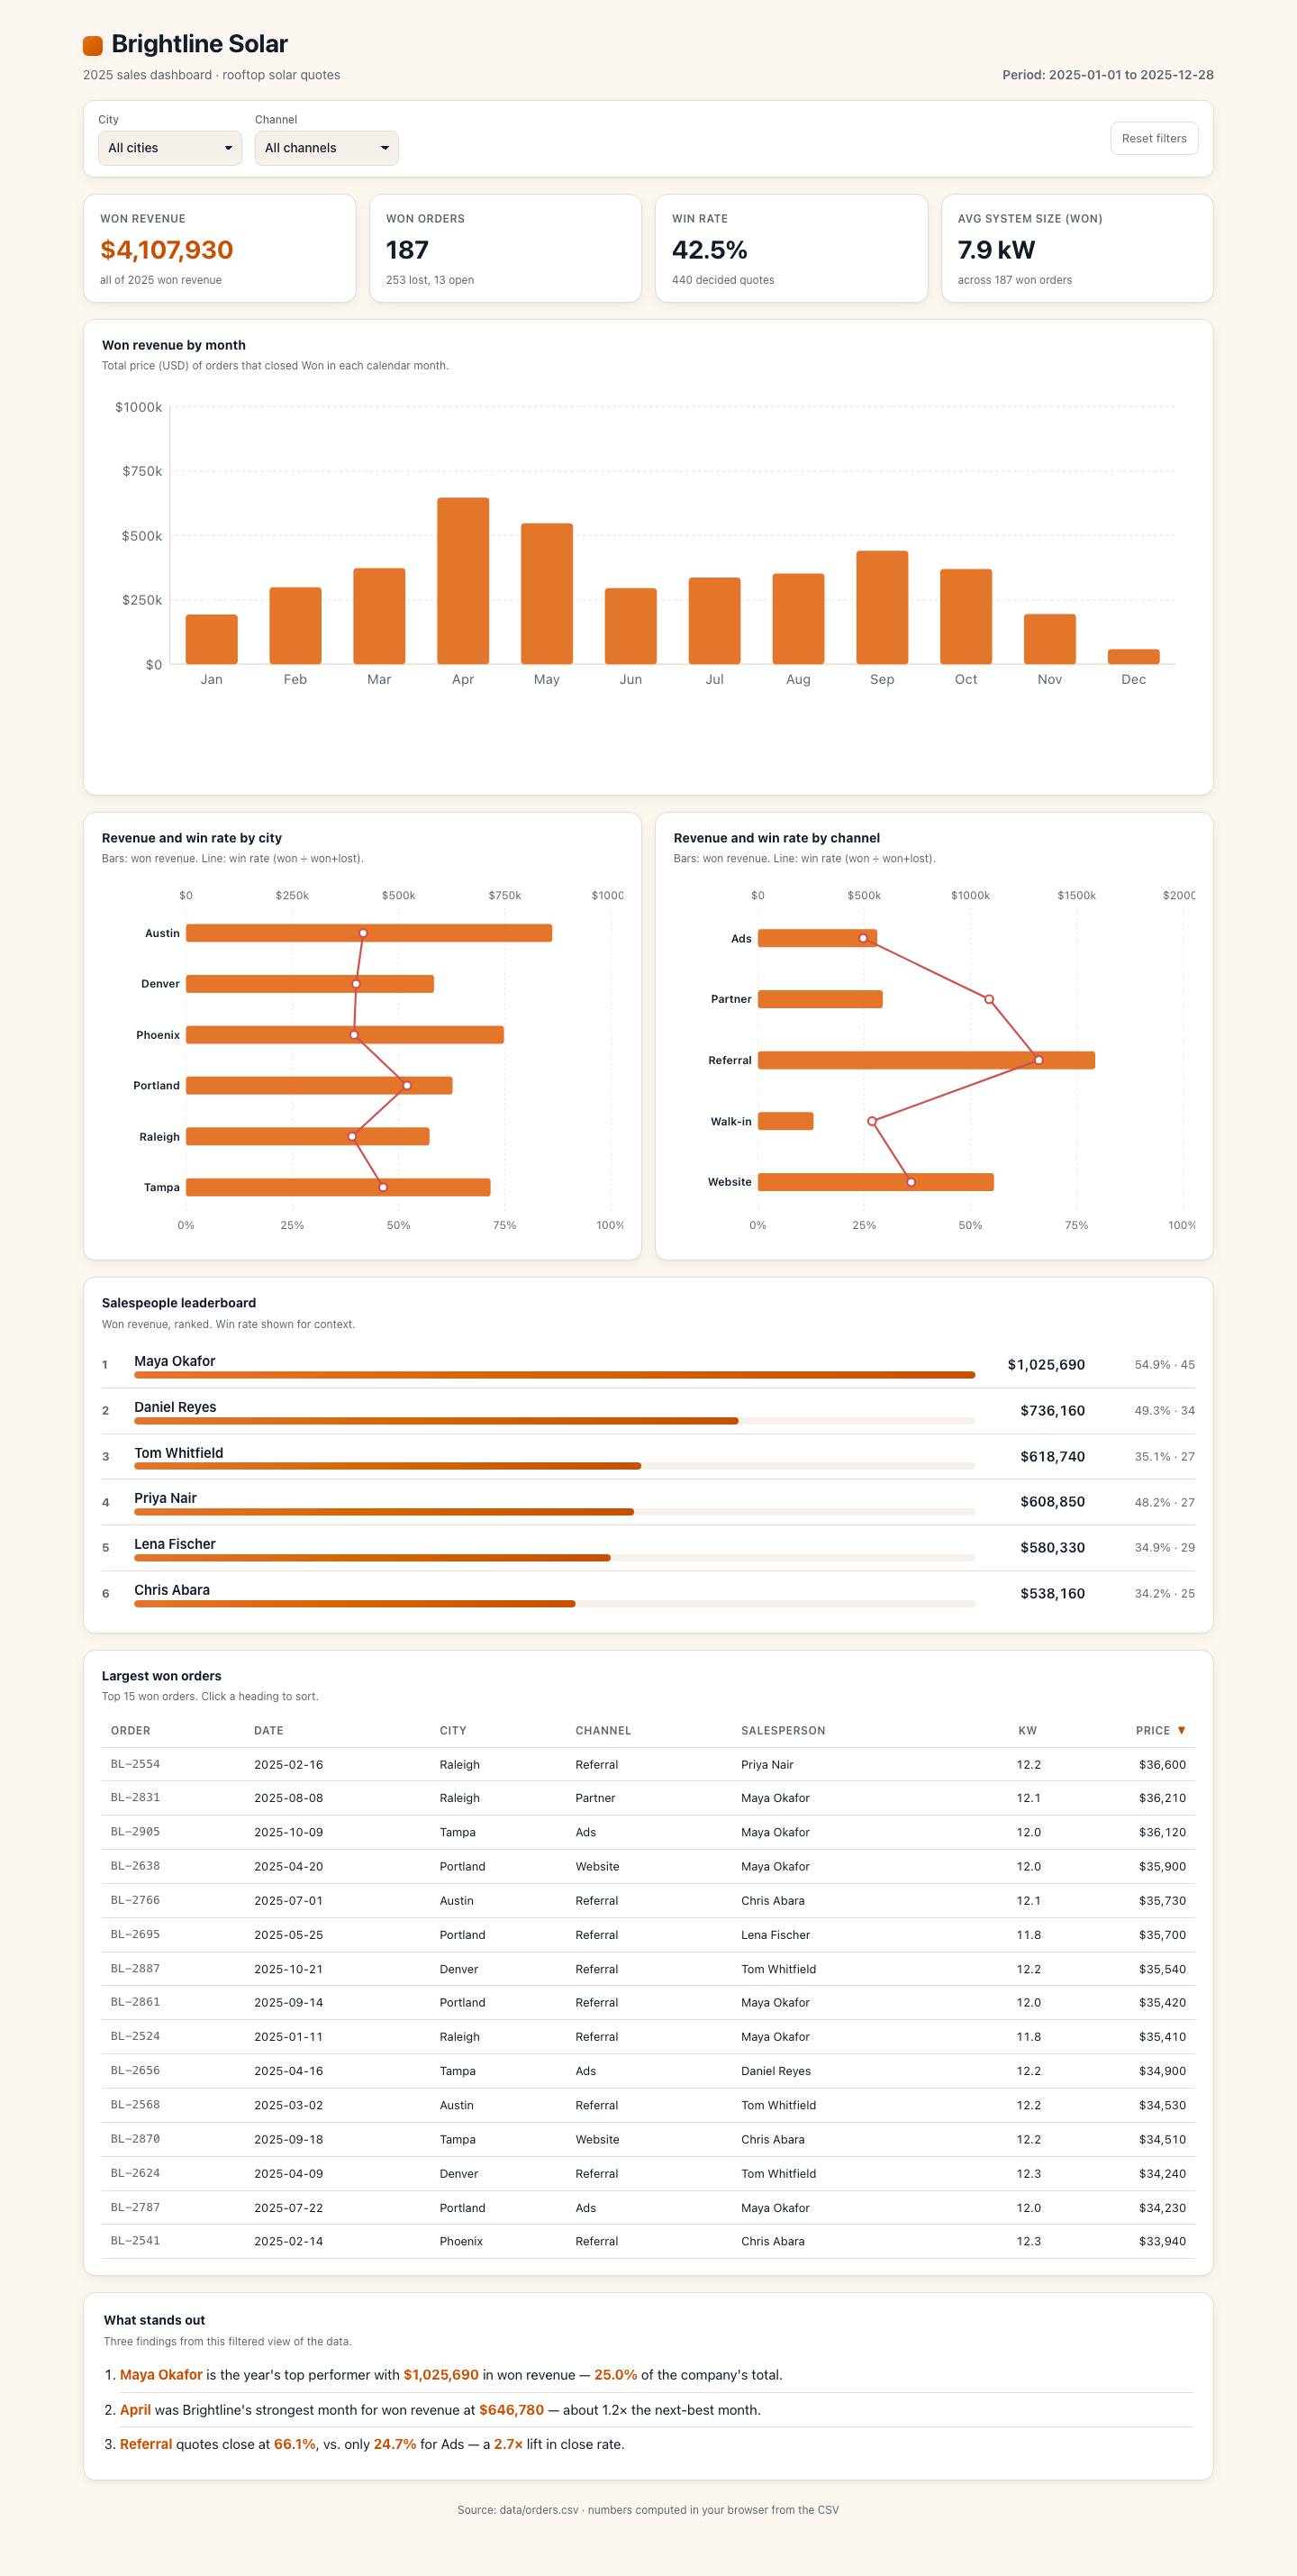 Brightline Solar
2025 sales dashboard · rooftop solar quotes
Period: 2025-01-01 to 2025-12-28
City
Channel
All cities
All channels
Reset filters
WON REVENUE
$4,107,930
all of 2025 won revenue
WON ORDERS
187
253 lost, 13 open
WIN RATE
42.5%
440 decided quotes
AVG SYSTEM SIZE (WON)
7.9 kW
across 187 won orders
Won revenue by month
Total price (USD) of orders that closed Won in each calendar month.
$1000k
$750k
$500k
$250k
$0
Jan Feb Mar Apr May Jun Jul Aug Sep Oct Nov Dec
Revenue and win rate by city
Bars: won revenue. Line: win rate (won ÷ won+lost).
$0 $250k $500k $750k $1000
Austin
Denver
Phoenix
Portland
Raleigh
Tampa
0% 25% 50% 75% 100%
Revenue and win rate by channel
Bars: won revenue. Line: win rate (won ÷ won+lost).
$0 $500k $1000k $1500k $2000
Ads
Partner
Referral
Walk-in
Website
0% 25% 50% 75% 100%
Salespeople leaderboard
Won revenue, ranked. Win rate shown for context.
1 Maya Okafor $1,025,690 54.9% · 45
2 Daniel Reyes $736,160 49.3% · 34
3 Tom Whitfield $618,740 35.1% · 27
4 Priya Nair $608,850 48.2% · 27
5 Lena Fischer $580,330 34.9% · 29
6 Chris Abara $538,160 34.2% · 25
Largest won orders
Top 15 won orders. Click a heading to sort.
ORDER DATE CITY CHANNEL SALESPERSON KW PRICE ▼
BL-2554 2025-02-16 Raleigh Referral Priya Nair 12.2 $36,600
BL-2831 2025-08-08 Raleigh Partner Maya Okafor 12.1 $36,210
BL-2905 2025-10-09 Tampa Ads Maya Okafor 12.0 $36,120
BL-2638 2025-04-20 Portland Website Maya Okafor 12.0 $35,900
BL-2766 2025-07-01 Austin Referral Chris Abara 12.1 $35,730
BL-2695 2025-05-25 Portland Referral Lena Fischer 11.8 $35,700
BL-2887 2025-10-21 Denver Referral Tom Whitfield 12.2 $35,540
BL-2861 2025-09-14 Portland Referral Maya Okafor 12.0 $35,420
BL-2524 2025-01-11 Raleigh Referral Maya Okafor 11.8 $35,410
BL-2656 2025-04-16 Tampa Ads Daniel Reyes 12.2 $34,900
BL-2568 2025-03-02 Austin Referral Tom Whitfield 12.2 $34,530
BL-2870 2025-09-18 Tampa Website Chris Abara 12.2 $34,510
BL-2624 2025-04-09 Denver Referral Tom Whitfield 12.3 $34,240
BL-2787 2025-07-22 Portland Ads Maya Okafor 12.0 $34,230
BL-2541 2025-02-14 Phoenix Referral Chris Abara 12.3 $33,940
What stands out
Three findings from this filtered view of the data.
1. Maya Okafor is the year's top performer with $1,025,690 in won revenue — 25.0% of the company's total.
2. April was Brightline's strongest month for won revenue at $646,780 — about 1.2× the next-best month.
3. Referral quotes close at 66.1%, vs. only 24.7% for Ads — a 2.7× lift in close rate.
Source: data/orders.csv · numbers computed in your browser from the CSV